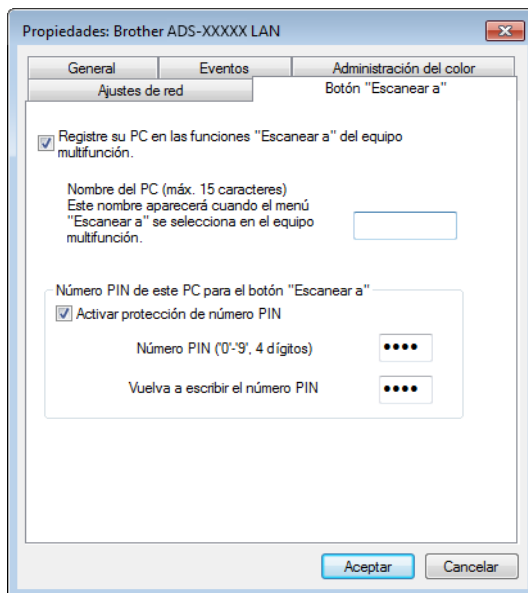 Propiedades: Brother ADS-XXXXX LAN
General
Eventos
Administración del color
Ajustes de red
Botón "Escanear a"
Registre su PC en las funciones "Escanear a" del equipo
multifunción.
Nombre del PC (máx. 15 caracteres)
Este nombre aparecerá cuando el menú
"Escanear a" se selecciona en el equipo
multifunción.
Número PIN de este PC para el botón "Escanear a"
Activar protección de número PIN
Número PIN ('0'-'9', 4 dígitos)
••••
Vuelva a escribir el número PIN
••••
Aceptar
Cancelar